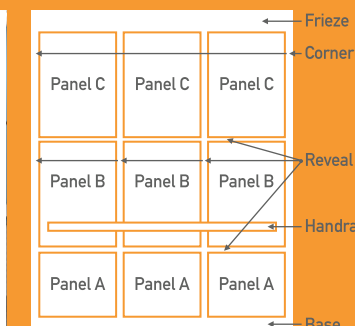 Frieze
Corner
Panel C Panel C Panel C
Reveal
Panel B Panel B Panel B
Handra
Panel A Panel A Panel A
Base